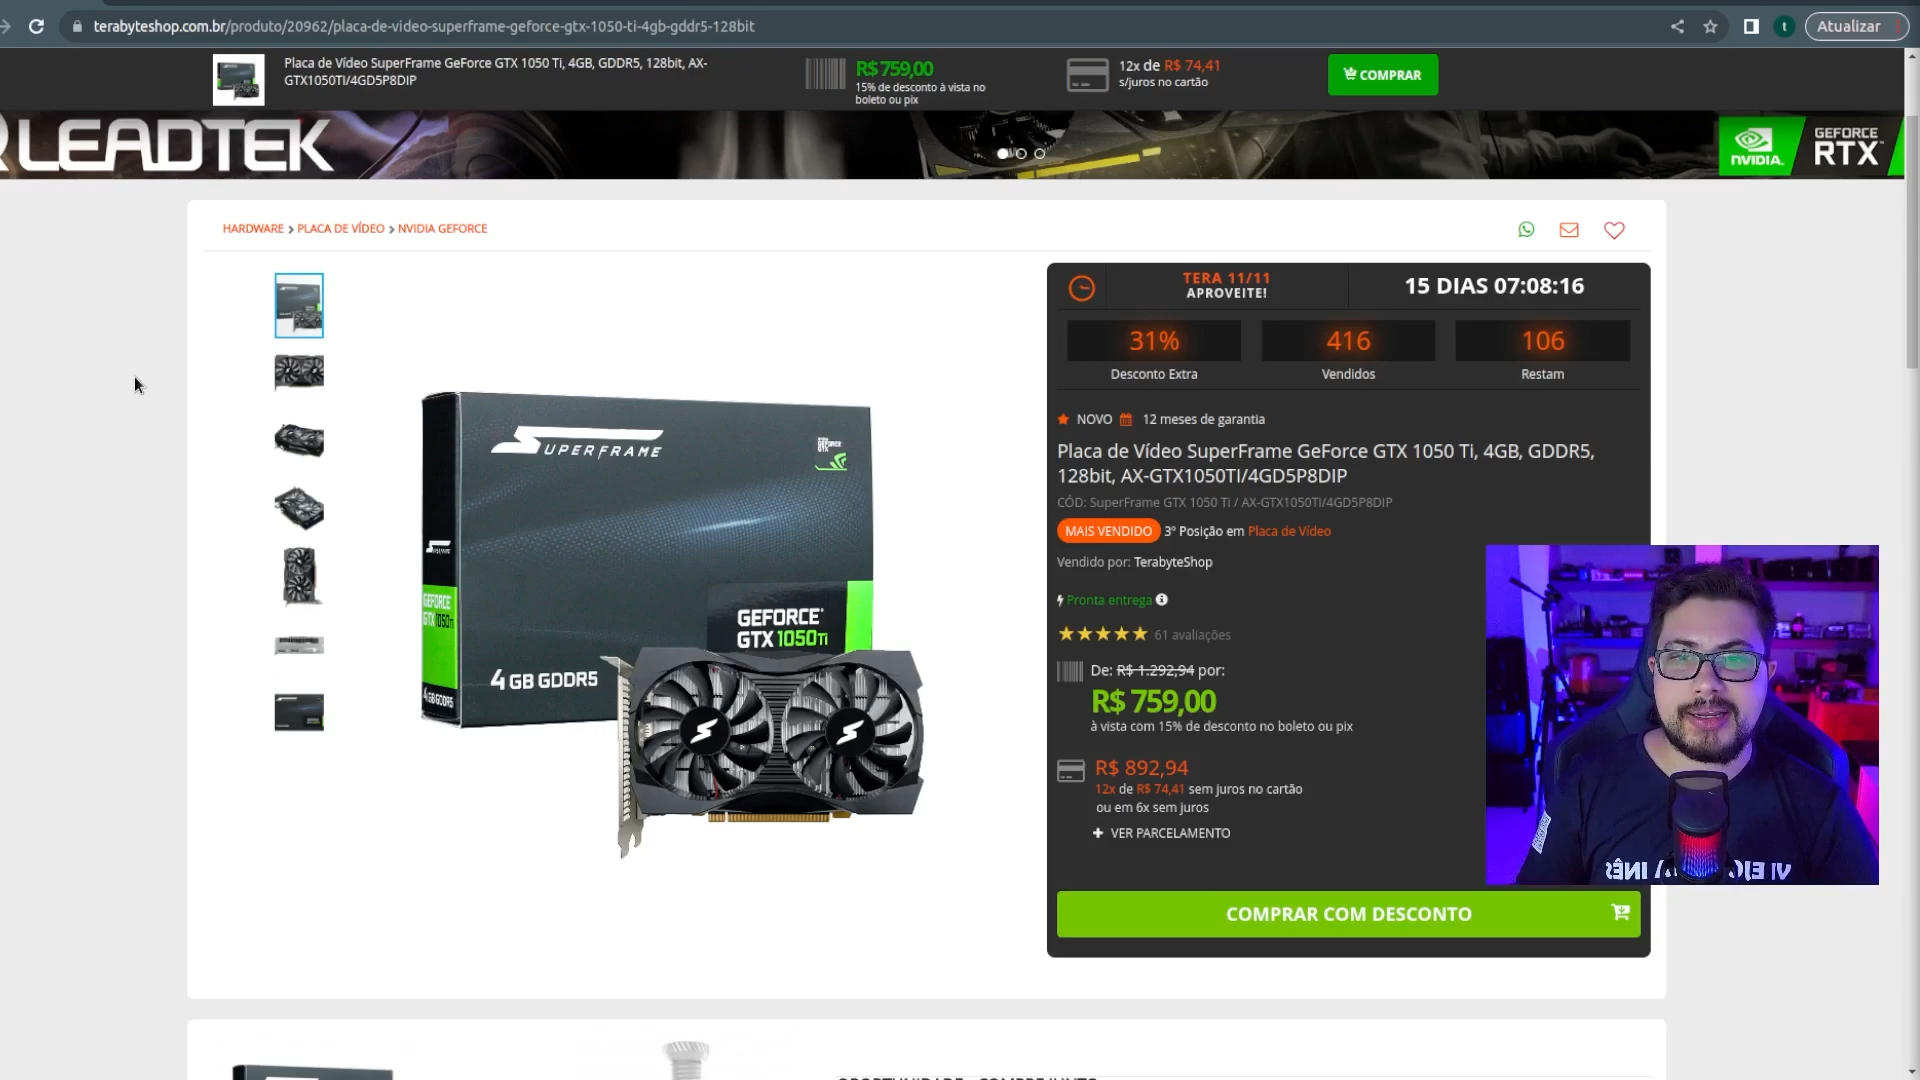 terabyteshop.com.br/produto/20962/placa-de-video-superframe-geforce-gtx-1050-ti-4gb-gddr5-128bit
t
Atualizar
Placa de Vídeo SuperFrame GeForce GTX 1050 Ti, 4GB, GDDR5, 128bit, AX-
GTX1050TI/4GD5P8DIP
R$ 759,00
15% de desconto à vista no
boleto ou pix
12x de R$ 74,41
s/juros no cartão
COMPRAR
LEADTEK
NVIDIA.
GEFORCE
RTX
HARDWARE > PLACA DE VÍDEO > NVIDIA GEFORCE
TERA 11/11
APROVEITE!
15 DIAS 07:08:16
31%
Desconto Extra
416
Vendidos
106
Restam
NOVO
12 meses de garantia
Placa de Vídeo SuperFrame GeForce GTX 1050 Ti, 4GB, GDDR5,
128bit, AX-GTX1050TI/4GD5P8DIP
CÓD: SuperFrame GTX 1050 Ti / AX-GTX1050TI/4GD5P8DIP
MAIS VENDIDO 3º Posição em Placa de Vídeo
Vendido por: TerabyteShop
Pronta entrega
61 avaliações
De: R$ 1.292,94 por:
R$ 759,00
à vista com 15% de desconto no boleto ou pix
R$ 892,94
12x de R$ 74,41 sem juros no cartão
ou em 6x sem juros
+ VER PARCELAMENTO
COMPRAR COM DESCONTO
SUPERFRAME
GEFORCE
GTX 1050Ti
4 GB GDDR5
GEFORCE
GTX 1050Ti
4 GB GDDR5